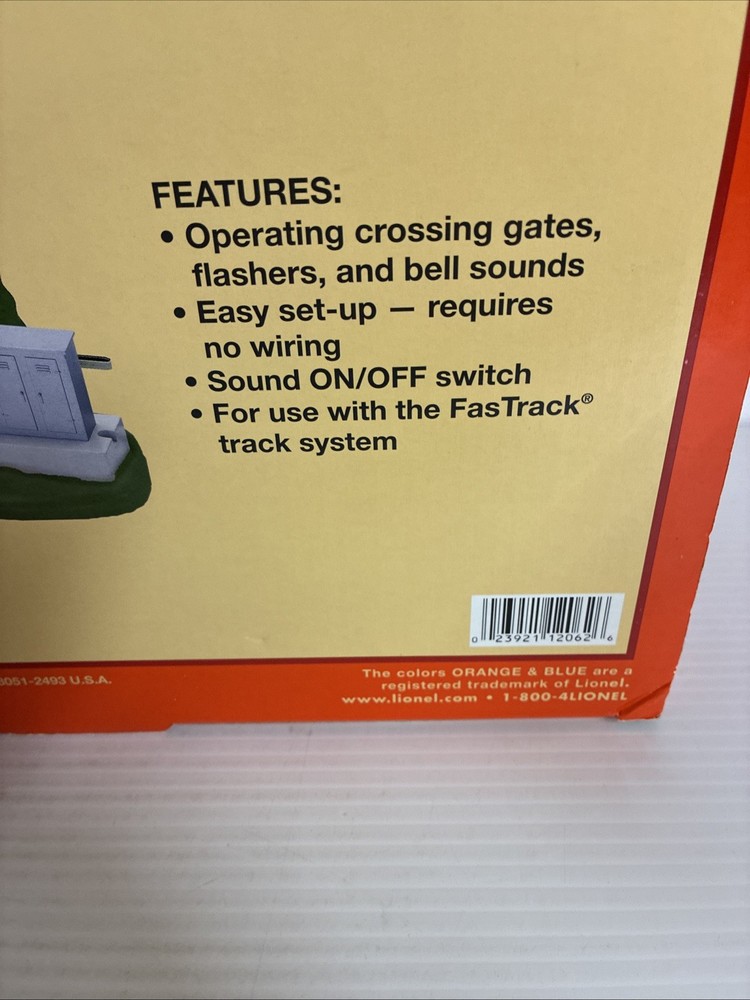 FEATURES:
• Operating crossing gates,
flashers, and bell sounds
• Easy set-up — requires
no wiring
• Sound ON/OFF switch
• For use with the FasTrack®
track system
0 23921 12062 6
8051-2493 U.S.A.
The colors ORANGE & BLUE are a
registered trademark of Lionel.
www.lionel.com • 1-800-4LIONEL